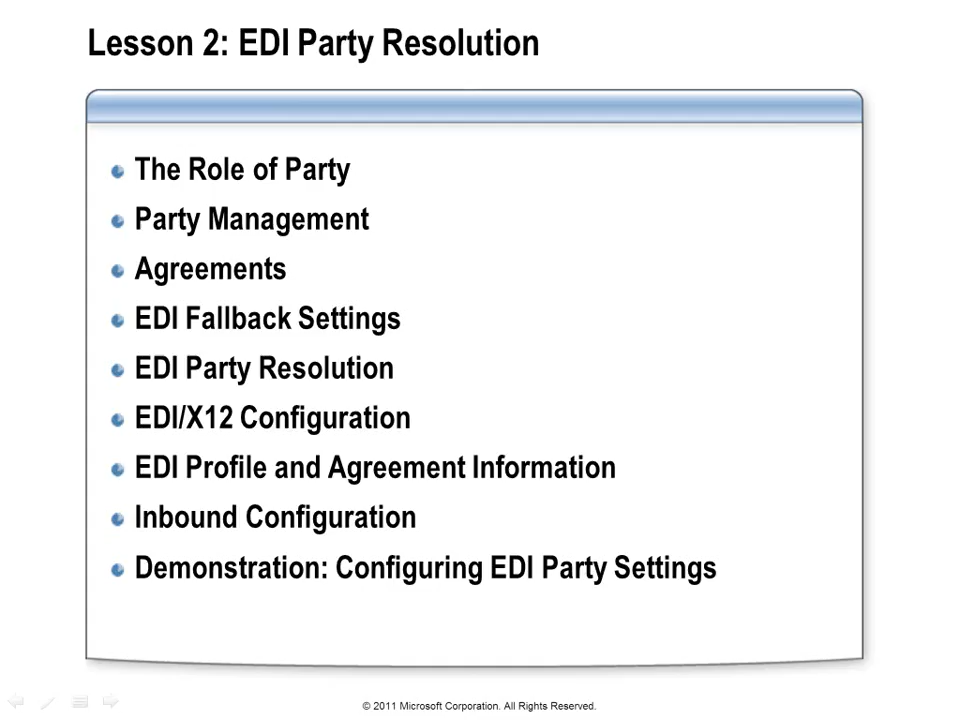 Lesson 2: EDI Party Resolution
The Role of Party
Party Management
Agreements
EDI Fallback Settings
EDI Party Resolution
EDI/X12 Configuration
EDI Profile and Agreement Information
Inbound Configuration
Demonstration: Configuring EDI Party Settings
© 2011 Microsoft Corporation. All Rights Reserved.